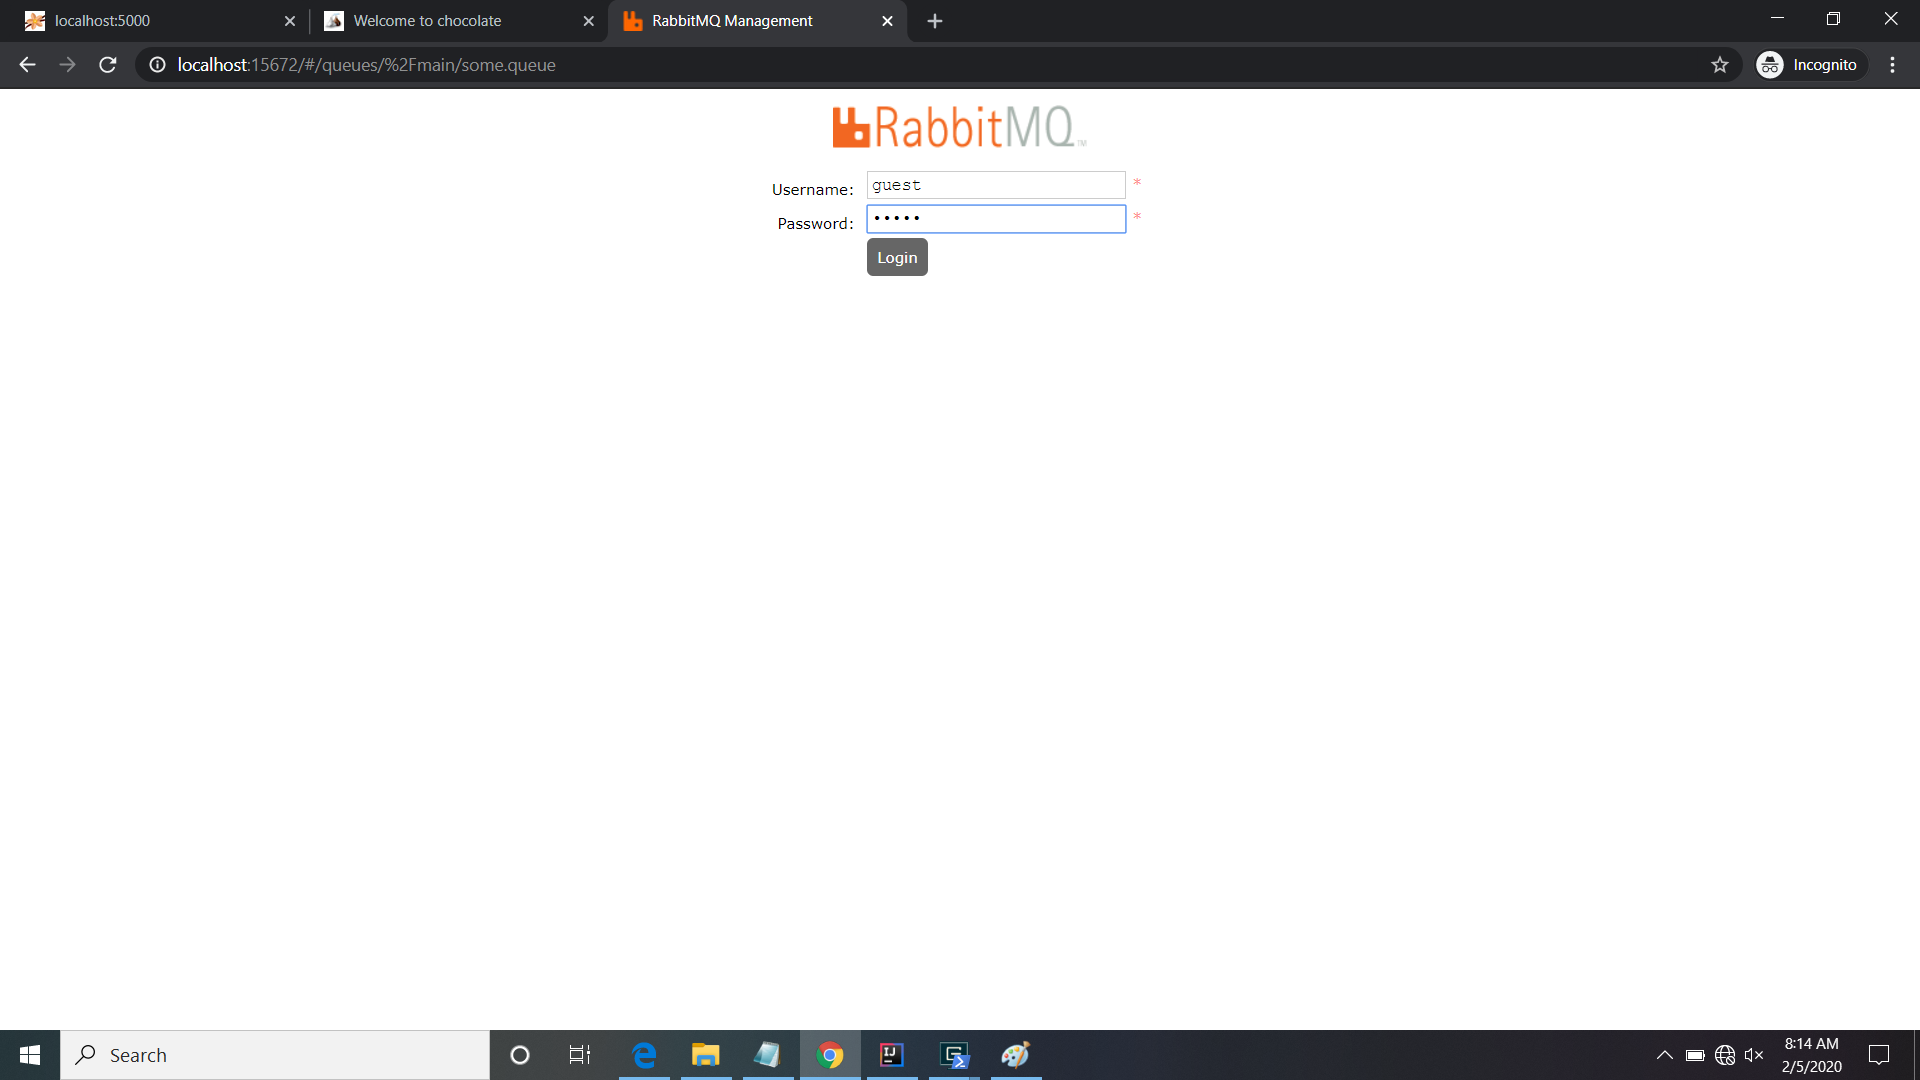 localhost:5000
Welcome to chocolate
RabbitMQ Management
localhost:15672/#/queues/%2Fmain/some.queue
Incognito
RabbitMQ™
Username: guest *
Password: ••••• *
Login
Search
8:14 AM
2/5/2020